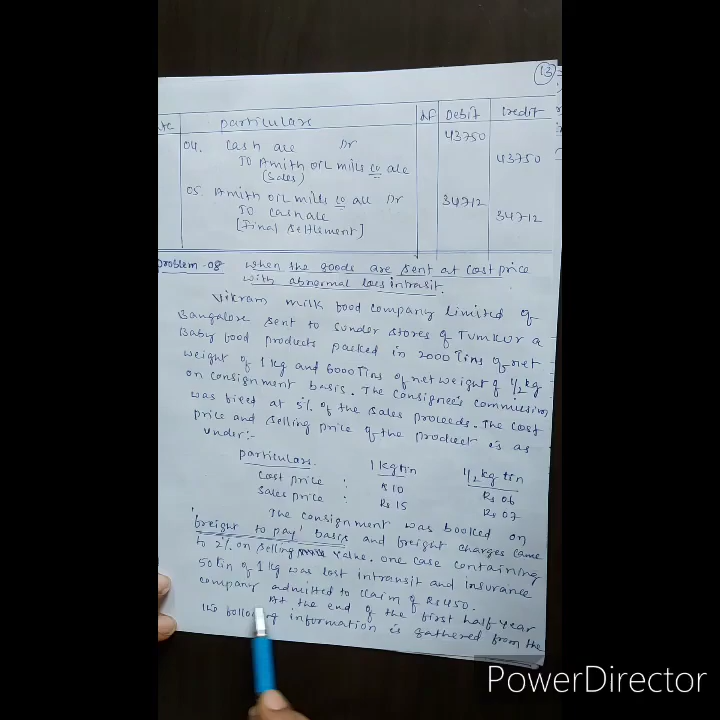 13
particulars LF Debit Credit
04. Cash a/c Dr 43750
To Amith oil mills co a/c 43750
(Sales)
05. Amith oil mills co a/c Dr 34712
To cash a/c 34712
[Final settlement]
problem-08 When the goods are sent at cost price
with abnormal loss intrasit.
Vikram milk food company limited of
Bangalore sent to sunder stores of Tumkur a
Baby food products packed in 2000 Tins of net
weight of 1 kg and 6000 Tins of net weight of 1/2 kg
on consignment basis. The consignee's commission
was fixed at 5% of the sales proceeds. The cost
price and selling price of the product is as
under:-
particulars. 1 kg tin 1/2 kg tin
Cost price : ₹ 10 Rs 06
Sales price : Rs 15 Rs 07
The consignment was booked on
'freight to pay' basis and freight charges came
to 2% on selling value. one case containing
50 tin of 1 kg was lost intransit and insurance
company admitted to claim of Rs 450.
At the end of the first half year
the following information is gathered from the
PowerDirector